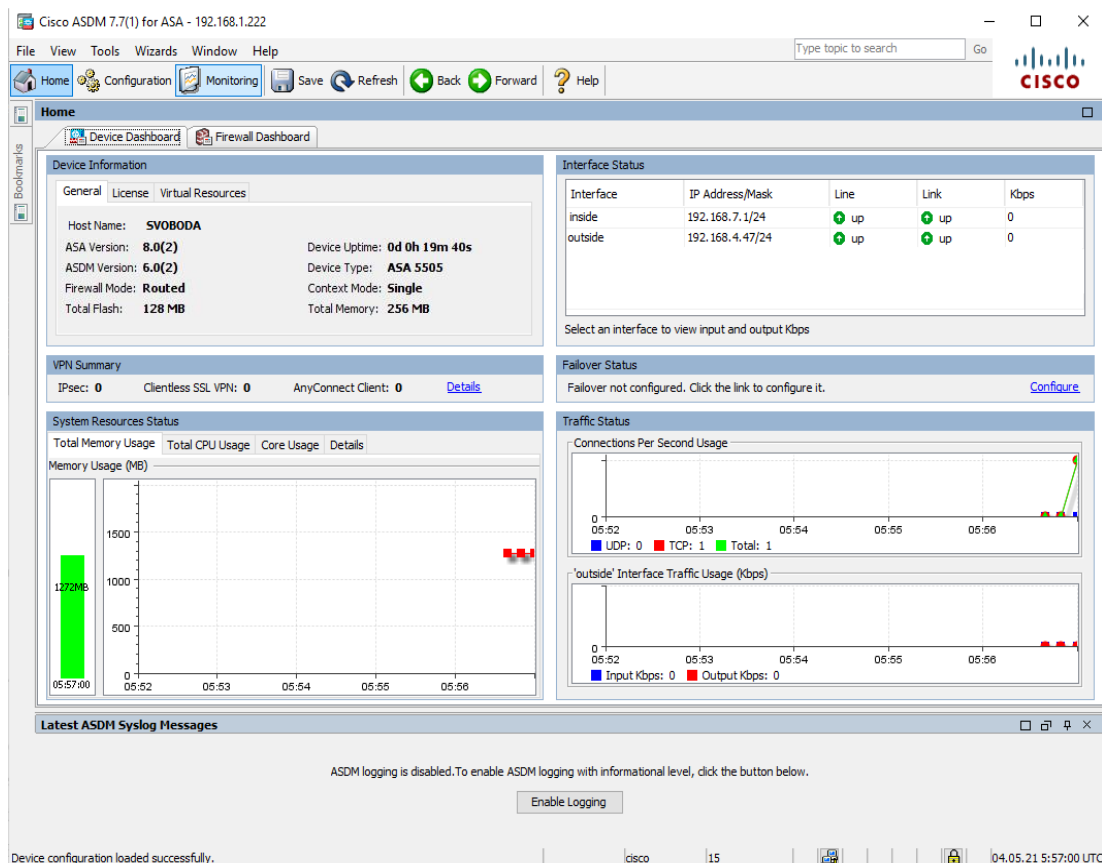 Cisco ASDM 7.7(1) for ASA - 192.168.1.222
File View Tools Wizards Window Help
Type topic to search Go
Home Configuration Monitoring Save Refresh Back Forward Help
CISCO
Bookmarks
Home
Device Dashboard Firewall Dashboard
Device Information
General License Virtual Resources
Host Name: SVOBODA
ASA Version: 8.0(2) Device Uptime: 0d 0h 19m 40s
ASDM Version: 6.0(2) Device Type: ASA 5505
Firewall Mode: Routed Context Mode: Single
Total Flash: 128 MB Total Memory: 256 MB
Interface Status
Interface IP Address/Mask Line Link Kbps
inside 192.168.7.1/24 up up 0
outside 192.168.4.47/24 up up 0
Select an interface to view input and output Kbps
VPN Summary
IPsec: 0 Clientless SSL VPN: 0 AnyConnect Client: 0 Details
Failover Status
Failover not configured. Click the link to configure it. Configure
System Resources Status
Total Memory Usage Total CPU Usage Core Usage Details
Memory Usage (MB)
1500
1000
500
0
1272MB
05:57:00
05:52 05:53 05:54 05:55 05:56
Traffic Status
Connections Per Second Usage
0
05:52 05:53 05:54 05:55 05:56
UDP: 0 TCP: 1 Total: 1
'outside' Interface Traffic Usage (Kbps)
0
05:52 05:53 05:54 05:55 05:56
Input Kbps: 0 Output Kbps: 0
Latest ASDM Syslog Messages
ASDM logging is disabled.To enable ASDM logging with informational level, click the button below.
Enable Logging
Device configuration loaded successfully. cisco 15 04.05.21 5:57:00 UTC